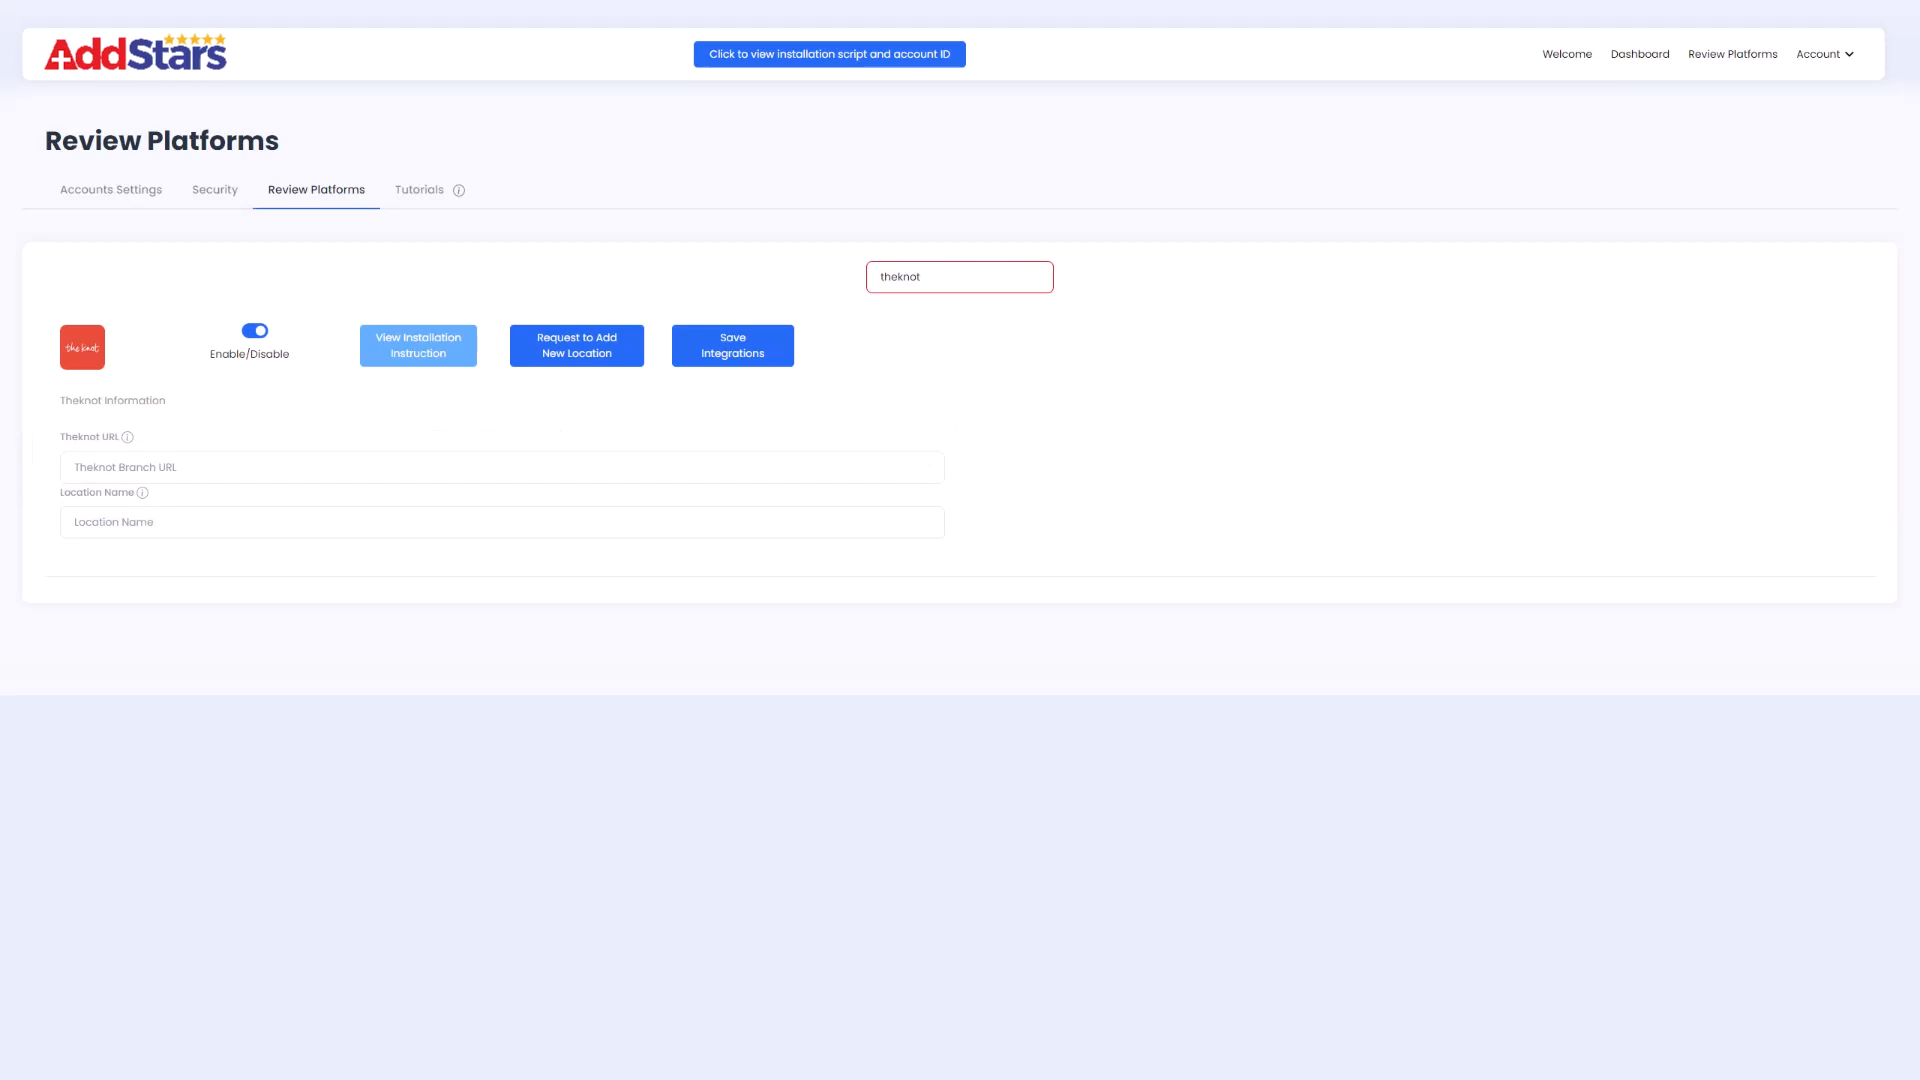 AddStars
Click to view installation script and account ID
Welcome
Dashboard
Review Platforms
Account
Review Platforms
Accounts Settings
Security
Review Platforms
Tutorials
theknot
the knot
Enable/Disable
View Installation
Instruction
Request to Add
New Location
Save
Integrations
Theknot Information
Theknot URL
Theknot Branch URL
Location Name
Location Name